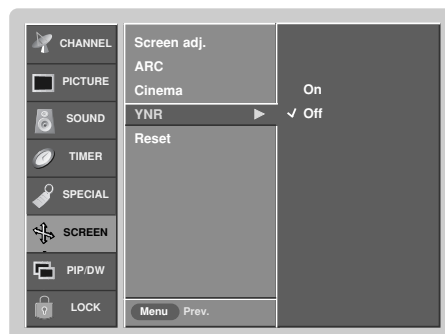 CHANNEL
PICTURE
SOUND
TIMER
SPECIAL
SCREEN
PIP/DW
LOCK
Screen adj.
ARC
Cinema
YNR
Reset
Menu Prev.
On
Off